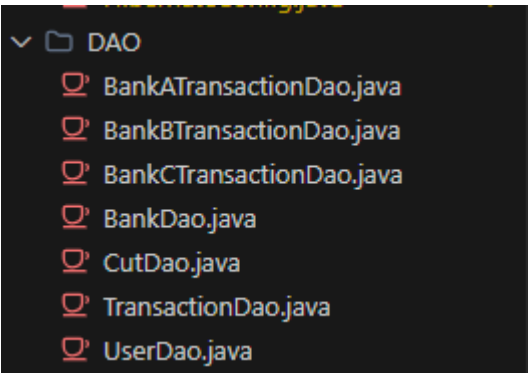 DAO
BankATransactionDao.java
BankBTransactionDao.java
BankCTransactionDao.java
BankDao.java
CutDao.java
TransactionDao.java
UserDao.java